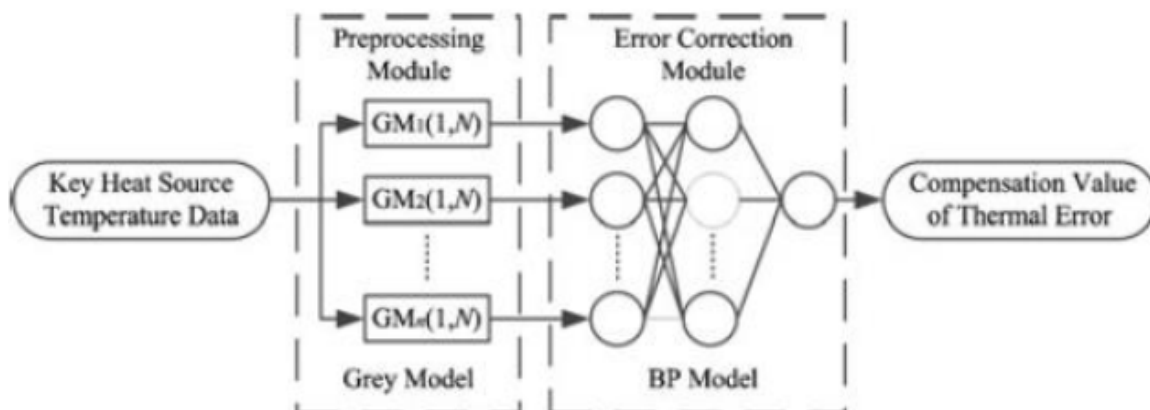 Preprocessing
Module
Error Correction
Module
Key Heat Source
Temperature Data
GM₁(1,N)
GM₂(1,N)
GMₙ(1,N)
Compensation Value
of Thermal Error
Grey Model
BP Model